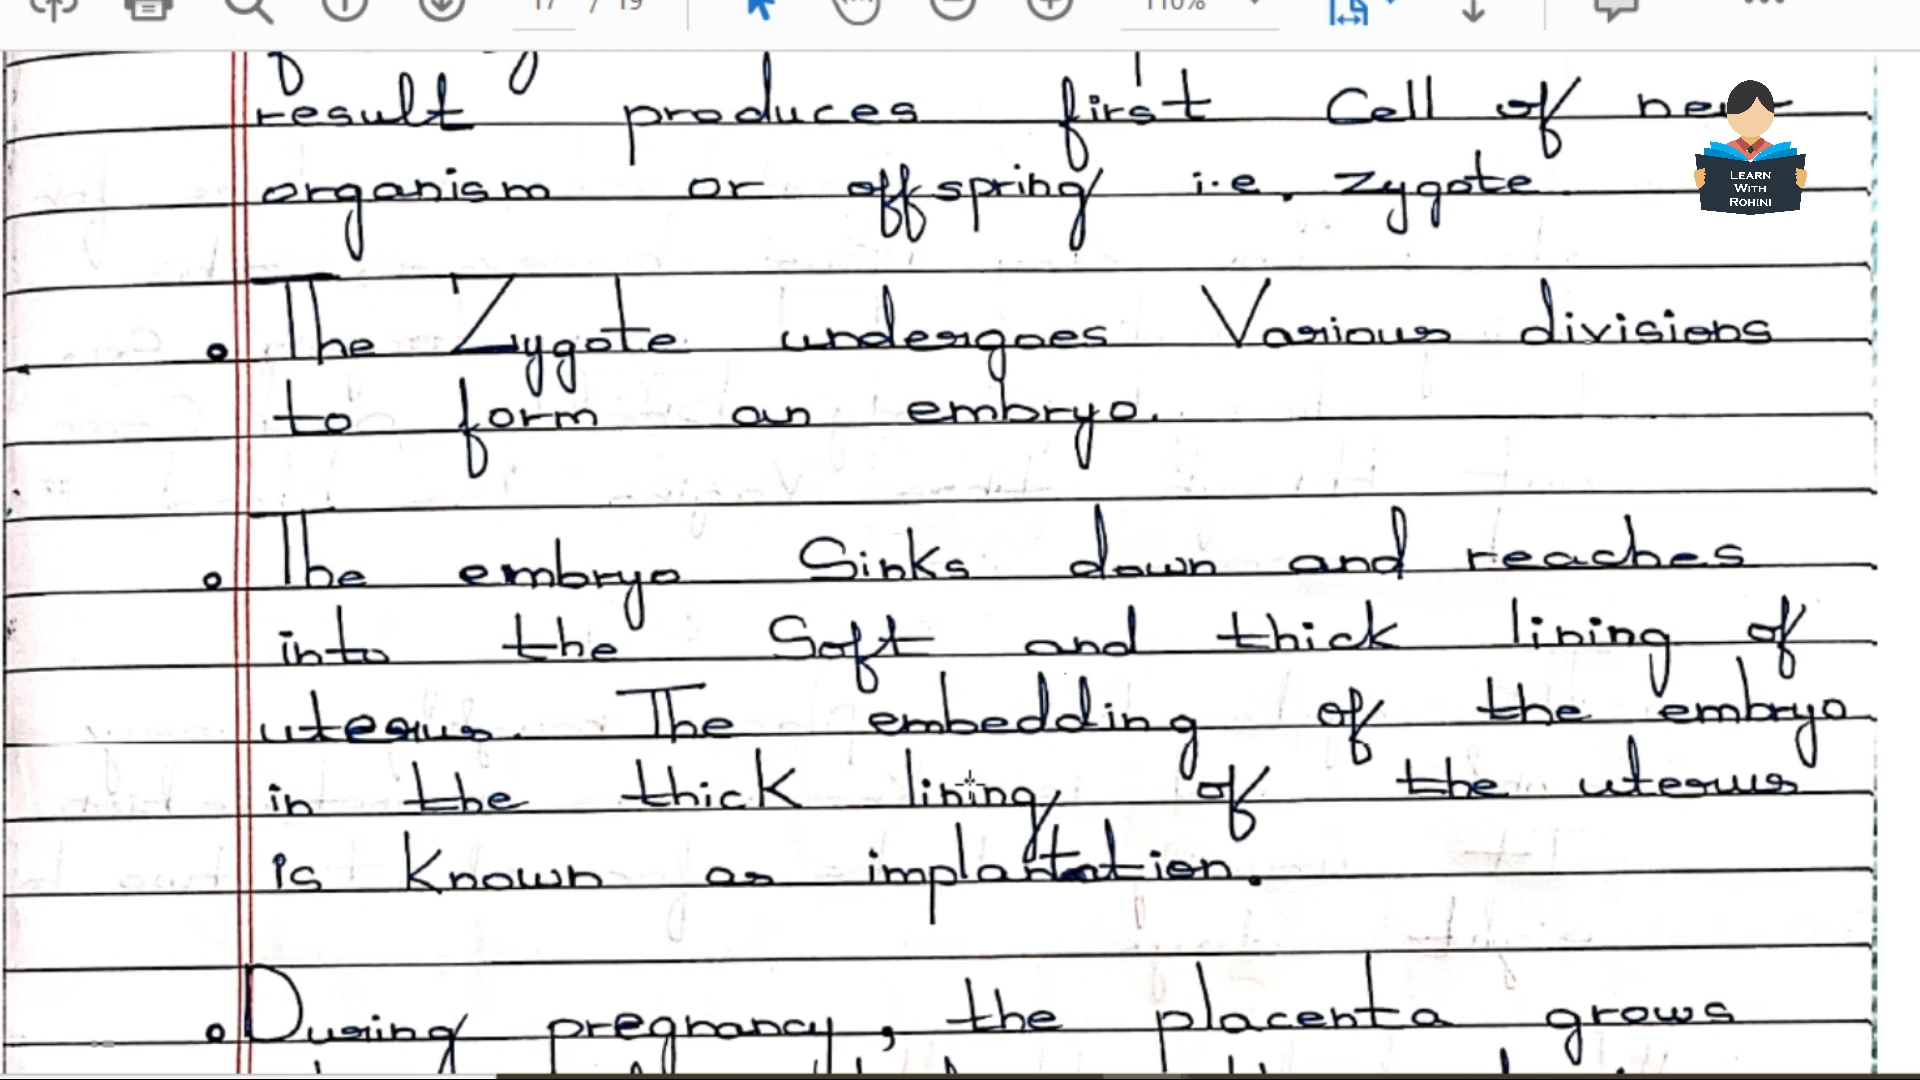 17 / 19
110%
result produces first Cell of new
organism or offspring i.e. zygote
LEARN
With
ROHINI
The Zygote undergoes Various divisions
to form an embryo.
The embryo Sinks down and reaches
into the Soft and thick lining of
uterus. The embedding of the embryo
in the thick lining of the uterus
is known as implantation.
During pregnancy, the placenta grows